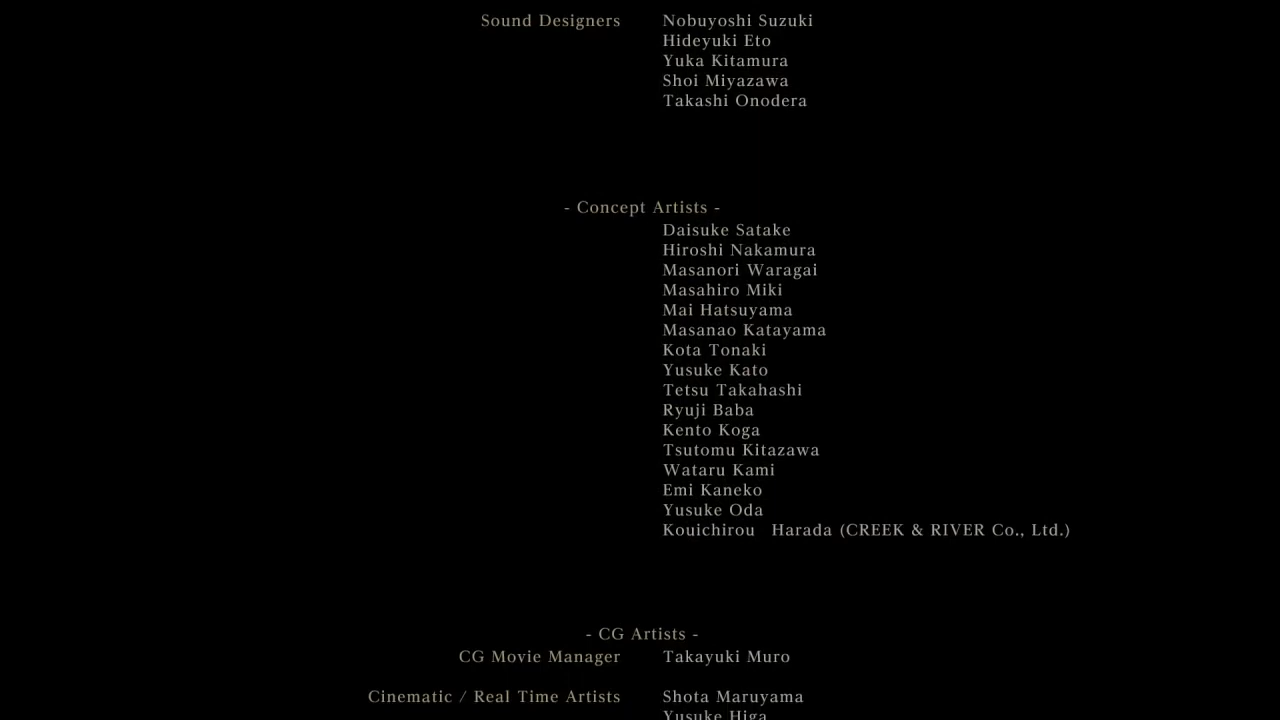 Sound Designers Nobuyoshi Suzuki
Hideyuki Eto
Yuka Kitamura
Shoi Miyazawa
Takashi Onodera
- Concept Artists -
Daisuke Satake
Hiroshi Nakamura
Masanori Waragai
Masahiro Miki
Mai Hatsuyama
Masanao Katayama
Kota Tonaki
Yusuke Kato
Tetsu Takahashi
Ryuji Baba
Kento Koga
Tsutomu Kitazawa
Wataru Kami
Emi Kaneko
Yusuke Oda
Kouichirou Harada (CREEK & RIVER Co., Ltd.)
- CG Artists -
CG Movie Manager Takayuki Muro
Cinematic / Real Time Artists Shota Maruyama
Yusuke Higa